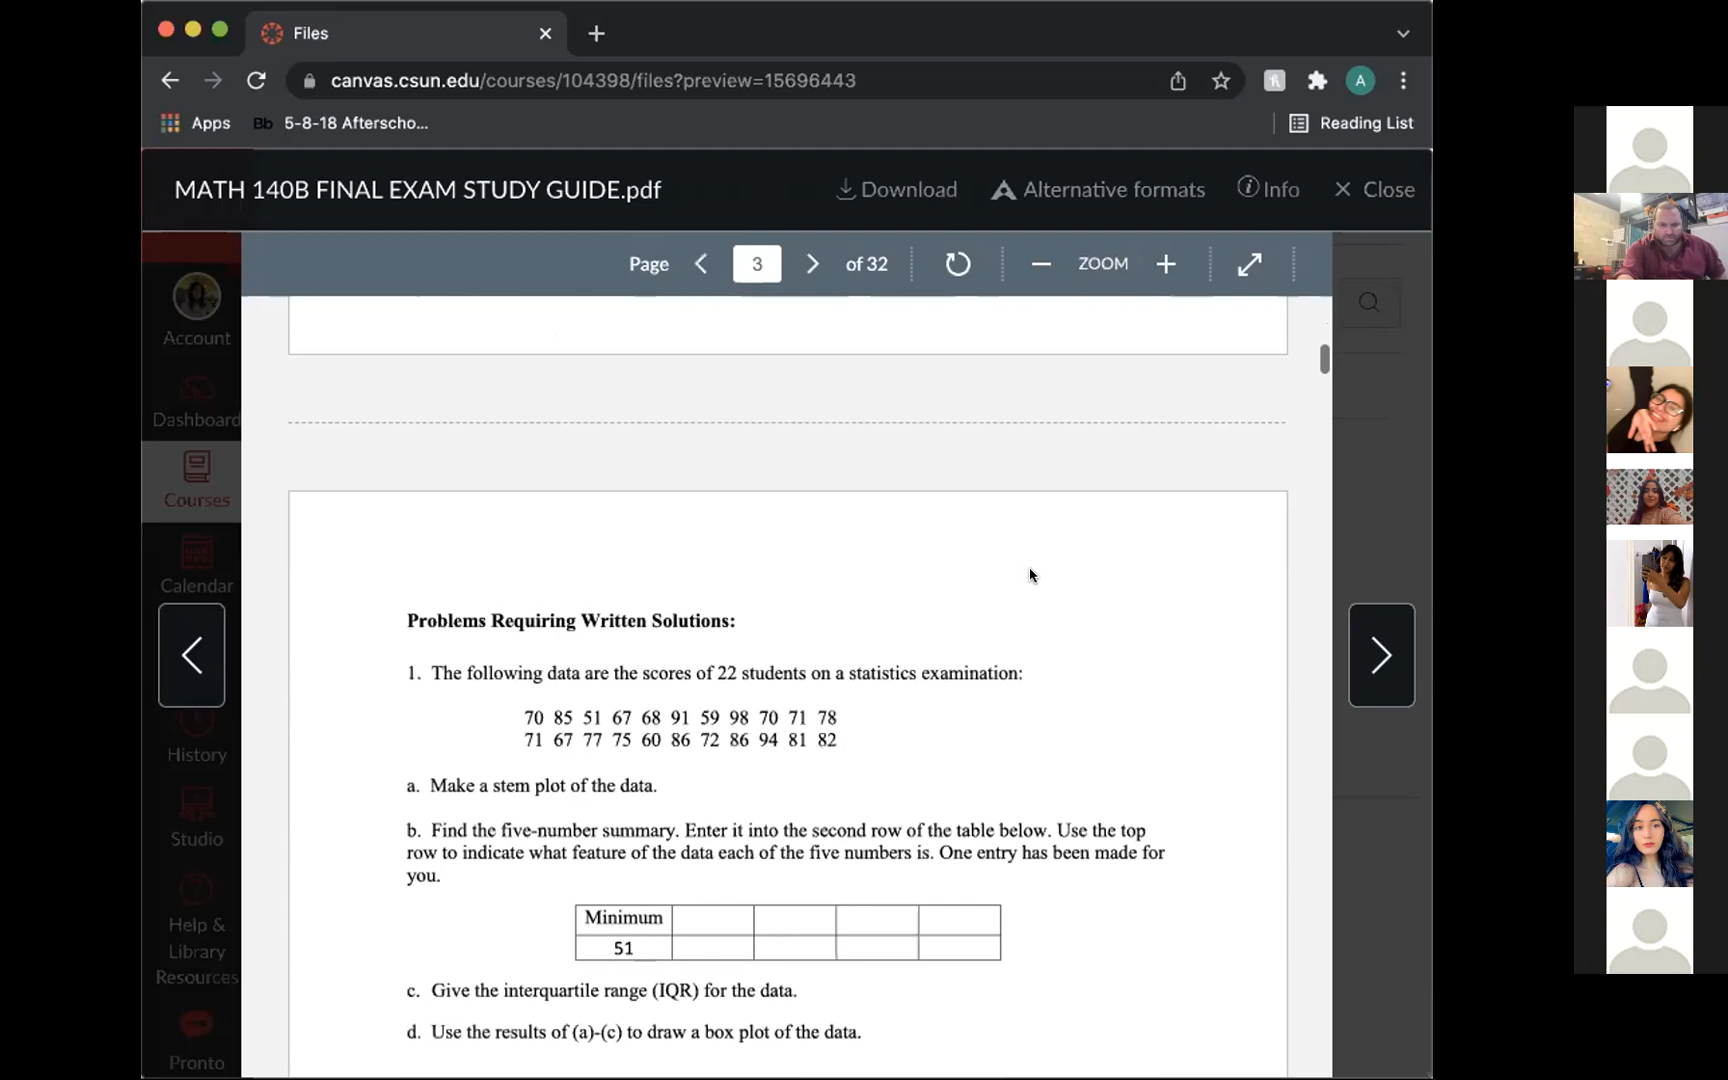 Files
canvas.csun.edu/courses/104398/files?preview=15696443
A
Apps
Bb 5-8-18 Afterscho...
Reading List
MATH 140B FINAL EXAM STUDY GUIDE.pdf
Download
Alternative formats
Info
Close
Page 3 of 32
ZOOM
Account
Dashboard
Courses
Calendar
History
Studio
Help &
Library
Resources
Pronto
Problems Requiring Written Solutions:
1. The following data are the scores of 22 students on a statistics examination:
70 85 51 67 68 91 59 98 70 71 78
71 67 77 75 60 86 72 86 94 81 82
a. Make a stem plot of the data.
b. Find the five-number summary. Enter it into the second row of the table below. Use the top
row to indicate what feature of the data each of the five numbers is. One entry has been made for
you.
Minimum
51
c. Give the interquartile range (IQR) for the data.
d. Use the results of (a)-(c) to draw a box plot of the data.